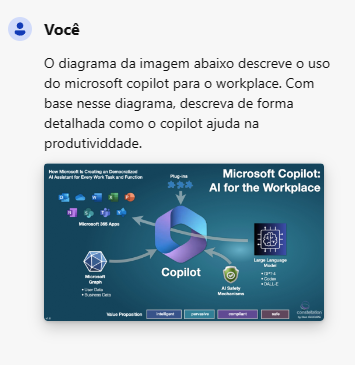 Você
O diagrama da imagem abaixo descreve o uso
do microsoft copilot para o workplace. Com
base nesse diagrama, descreva de forma
detalhada como o copilot ajuda na
produtividdade.
How Microsoft Is Creating an Democratized
AI Assistant for Every Work Task and Function
Plug-ins
Microsoft Copilot:
AI for the Workplace
Microsoft 365 Apps
Copilot
Microsoft
Graph
• User Data
• Business Data
Large Language
Model
• GPT-4
• Codex
• DALL-E
AI Safety
Mechanisms
Value Proposition
intelligent
pervasive
compliant
safe
constellation